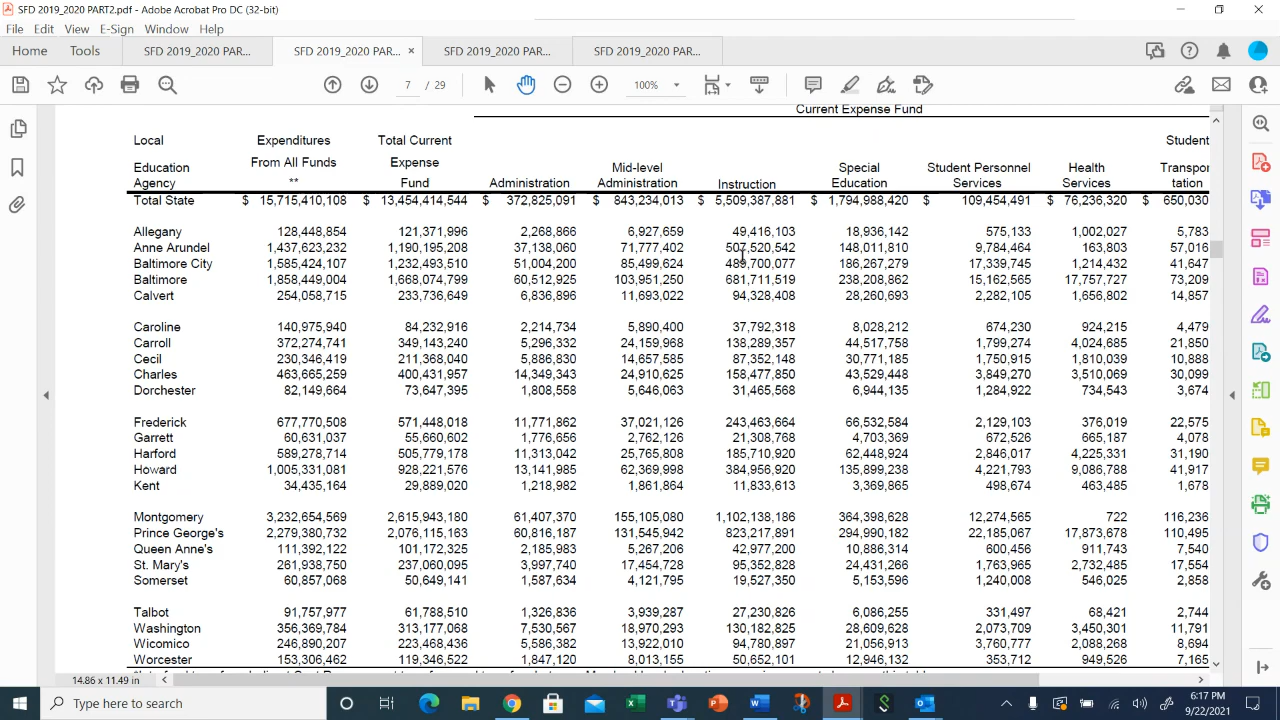 SFD 2019_2020 PART2.pdf - Adobe Acrobat Pro DC (32-bit)
File Edit View E-Sign Window Help
Home Tools SFD 2019_2020 PAR... SFD 2019_2020 PAR... × SFD 2019_2020 PAR... SFD 2019_2020 PAR...
7 / 29 100%
Current Expense Fund
Local Expenditures Total Current Student
Education From All Funds Expense Mid-level Special Student Personnel Health Transpor
Agency ** Fund Administration Administration Instruction Education Services Services tation
Total State $ 15,715,410,108 $ 13,454,414,544 $ 372,825,091 $ 843,234,013 $ 5,509,387,881 $ 1,794,988,420 $ 109,454,491 $ 76,236,320 $ 650,030
Allegany 128,448,854 121,371,996 2,268,866 6,927,659 49,416,103 18,936,142 575,133 1,002,027 5,783
Anne Arundel 1,437,623,232 1,190,195,208 37,138,060 71,777,402 507,520,542 148,011,810 9,784,464 163,803 57,016
Baltimore City 1,585,424,107 1,232,493,510 51,004,200 85,499,624 489,700,077 186,267,279 17,339,745 1,214,432 41,647
Baltimore 1,858,449,004 1,668,074,799 60,512,925 103,951,250 681,711,519 238,208,862 15,162,565 17,757,727 73,209
Calvert 254,058,715 233,736,649 6,836,896 11,693,022 94,328,408 28,260,693 2,282,105 1,656,802 14,857
Caroline 140,975,940 84,232,916 2,214,734 5,890,400 37,792,318 8,028,212 674,230 924,215 4,479
Carroll 372,274,741 349,143,240 5,296,332 24,159,968 138,289,357 44,517,758 1,799,274 4,024,685 21,850
Cecil 230,346,419 211,368,040 5,886,830 14,657,585 87,352,148 30,771,185 1,750,915 1,810,039 10,888
Charles 463,665,259 400,431,957 14,349,343 24,910,625 158,477,850 43,529,448 3,849,270 3,510,069 30,099
Dorchester 82,149,664 73,647,395 1,808,558 5,646,063 31,465,568 6,944,135 1,284,922 734,543 3,674
Frederick 677,770,508 571,448,018 11,771,862 37,021,126 243,463,664 66,532,584 2,129,103 376,019 22,575
Garrett 60,631,037 55,660,602 1,776,656 2,762,126 21,308,768 4,703,369 672,526 665,187 4,078
Harford 589,278,714 505,779,178 11,313,042 25,765,808 185,710,920 62,448,924 2,846,017 4,225,331 31,190
Howard 1,005,331,081 928,221,576 13,141,985 62,369,998 384,956,920 135,899,238 4,221,793 9,086,788 41,917
Kent 34,435,164 29,889,020 1,218,982 1,861,864 11,833,613 3,369,865 498,674 463,485 1,678
Montgomery 3,232,654,569 2,615,943,180 61,407,370 155,105,080 1,102,138,186 364,398,628 12,274,565 722 116,236
Prince George's 2,279,380,732 2,076,115,163 60,816,187 131,545,942 823,217,891 294,990,182 22,185,067 17,873,678 110,495
Queen Anne's 111,392,122 101,172,325 2,185,983 5,267,206 42,977,200 10,886,314 600,456 911,743 7,540
St. Mary's 261,938,750 237,060,095 3,997,740 17,454,728 95,352,828 24,431,266 1,763,965 2,732,485 17,554
Somerset 60,857,068 50,649,141 1,587,634 4,121,795 19,527,350 5,153,596 1,240,008 546,025 2,858
Talbot 91,757,977 61,788,510 1,326,836 3,939,287 27,230,826 6,086,255 331,497 68,421 2,744
Washington 356,369,784 313,177,068 7,530,567 18,970,293 130,182,825 28,609,628 2,073,709 3,450,301 11,791
Wicomico 246,890,207 223,468,436 5,586,382 13,922,010 94,780,897 21,056,913 3,760,777 2,088,268 8,694
Worcester 153,306,462 119,346,522 1,847,120 8,013,155 50,652,101 12,946,132 353,712 949,526 7,165
14.86 x 11.49 in
Type here to search
6:17 PM
9/22/2021